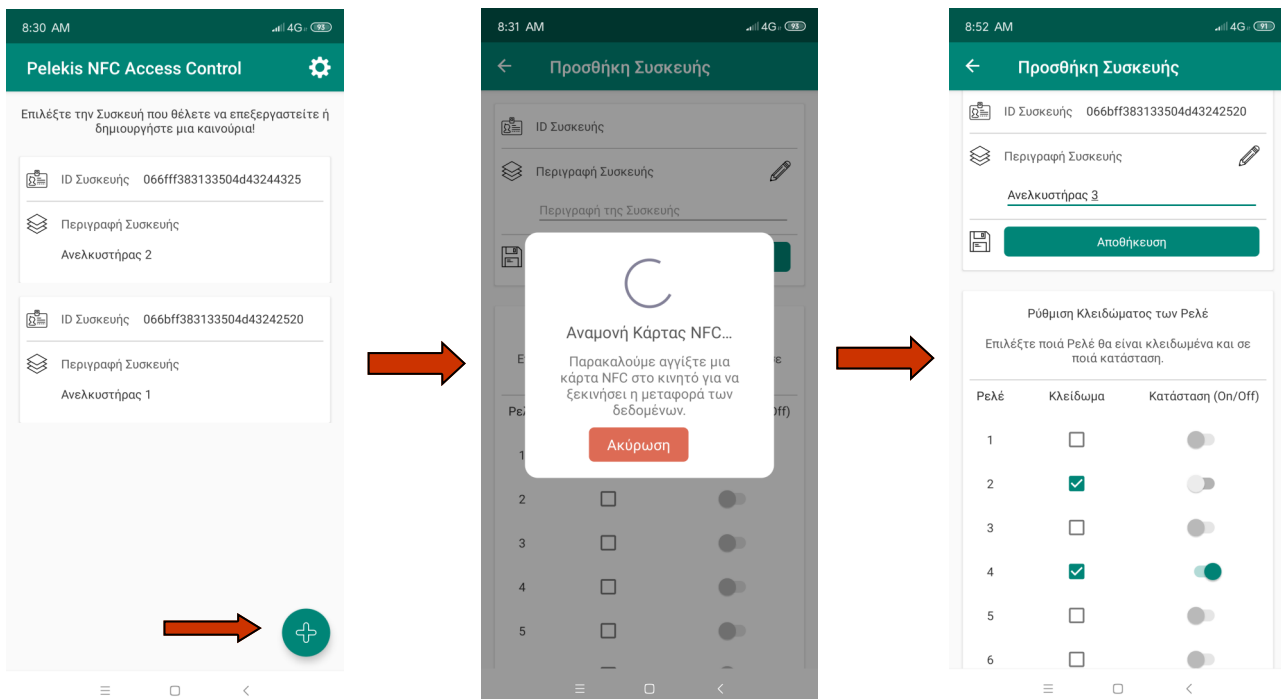 8:30 AM
4G
93
Pelekis NFC Access Control
Επιλέξτε την Συσκευή που θέλετε να επεξεργαστείτε ή
δημιουργήστε μια καινούρια!
ID Συσκευής 066fff383133504d43244325
Περιγραφή Συσκευής
Ανελκυστήρας 2
ID Συσκευής 066bff383133504d43242520
Περιγραφή Συσκευής
Ανελκυστήρας 1
8:31 AM
4G
93
Προσθήκη Συσκευής
ID Συσκευής
Περιγραφή Συσκευής
Περιγραφή της Συσκευής
Αναμονή Κάρτας NFC...
Παρακαλούμε αγγίξτε μια
κάρτα NFC στο κινητό για να
ξεκινήσει η μεταφορά των
δεδομένων.
Ακύρωση
2
3
4
5
8:52 AM
4G
91
Προσθήκη Συσκευής
ID Συσκευής 066bff383133504d43242520
Περιγραφή Συσκευής
Ανελκυστήρας 3
Αποθήκευση
Ρύθμιση Κλειδώματος των Ρελέ
Επιλέξτε ποιά Ρελέ θα είναι κλειδωμένα και σε
ποιά κατάσταση.
Ρελέ Κλείδωμα Κατάσταση (On/Off)
1
2
3
4
5
6